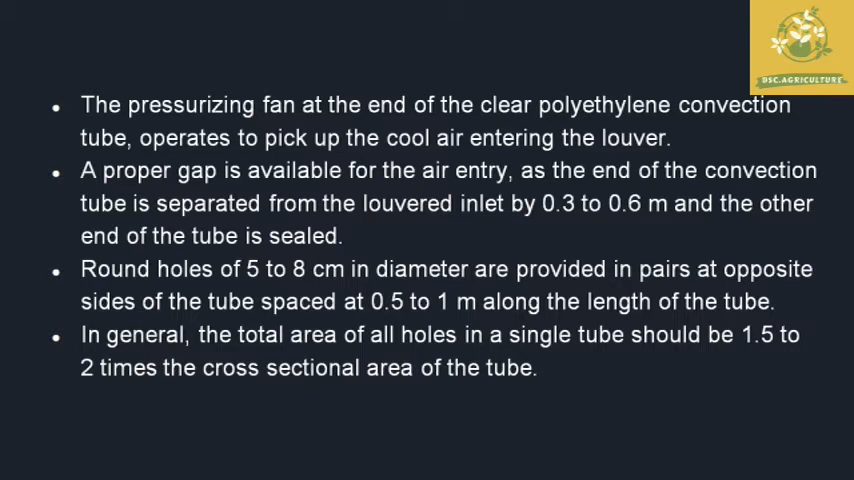 DSC.AGRICULTURE
• The pressurizing fan at the end of the clear polyethylene convection
tube, operates to pick up the cool air entering the louver.
• A proper gap is available for the air entry, as the end of the convection
tube is separated from the louvered inlet by 0.3 to 0.6 m and the other
end of the tube is sealed.
• Round holes of 5 to 8 cm in diameter are provided in pairs at opposite
sides of the tube spaced at 0.5 to 1 m along the length of the tube.
• In general, the total area of all holes in a single tube should be 1.5 to
2 times the cross sectional area of the tube.